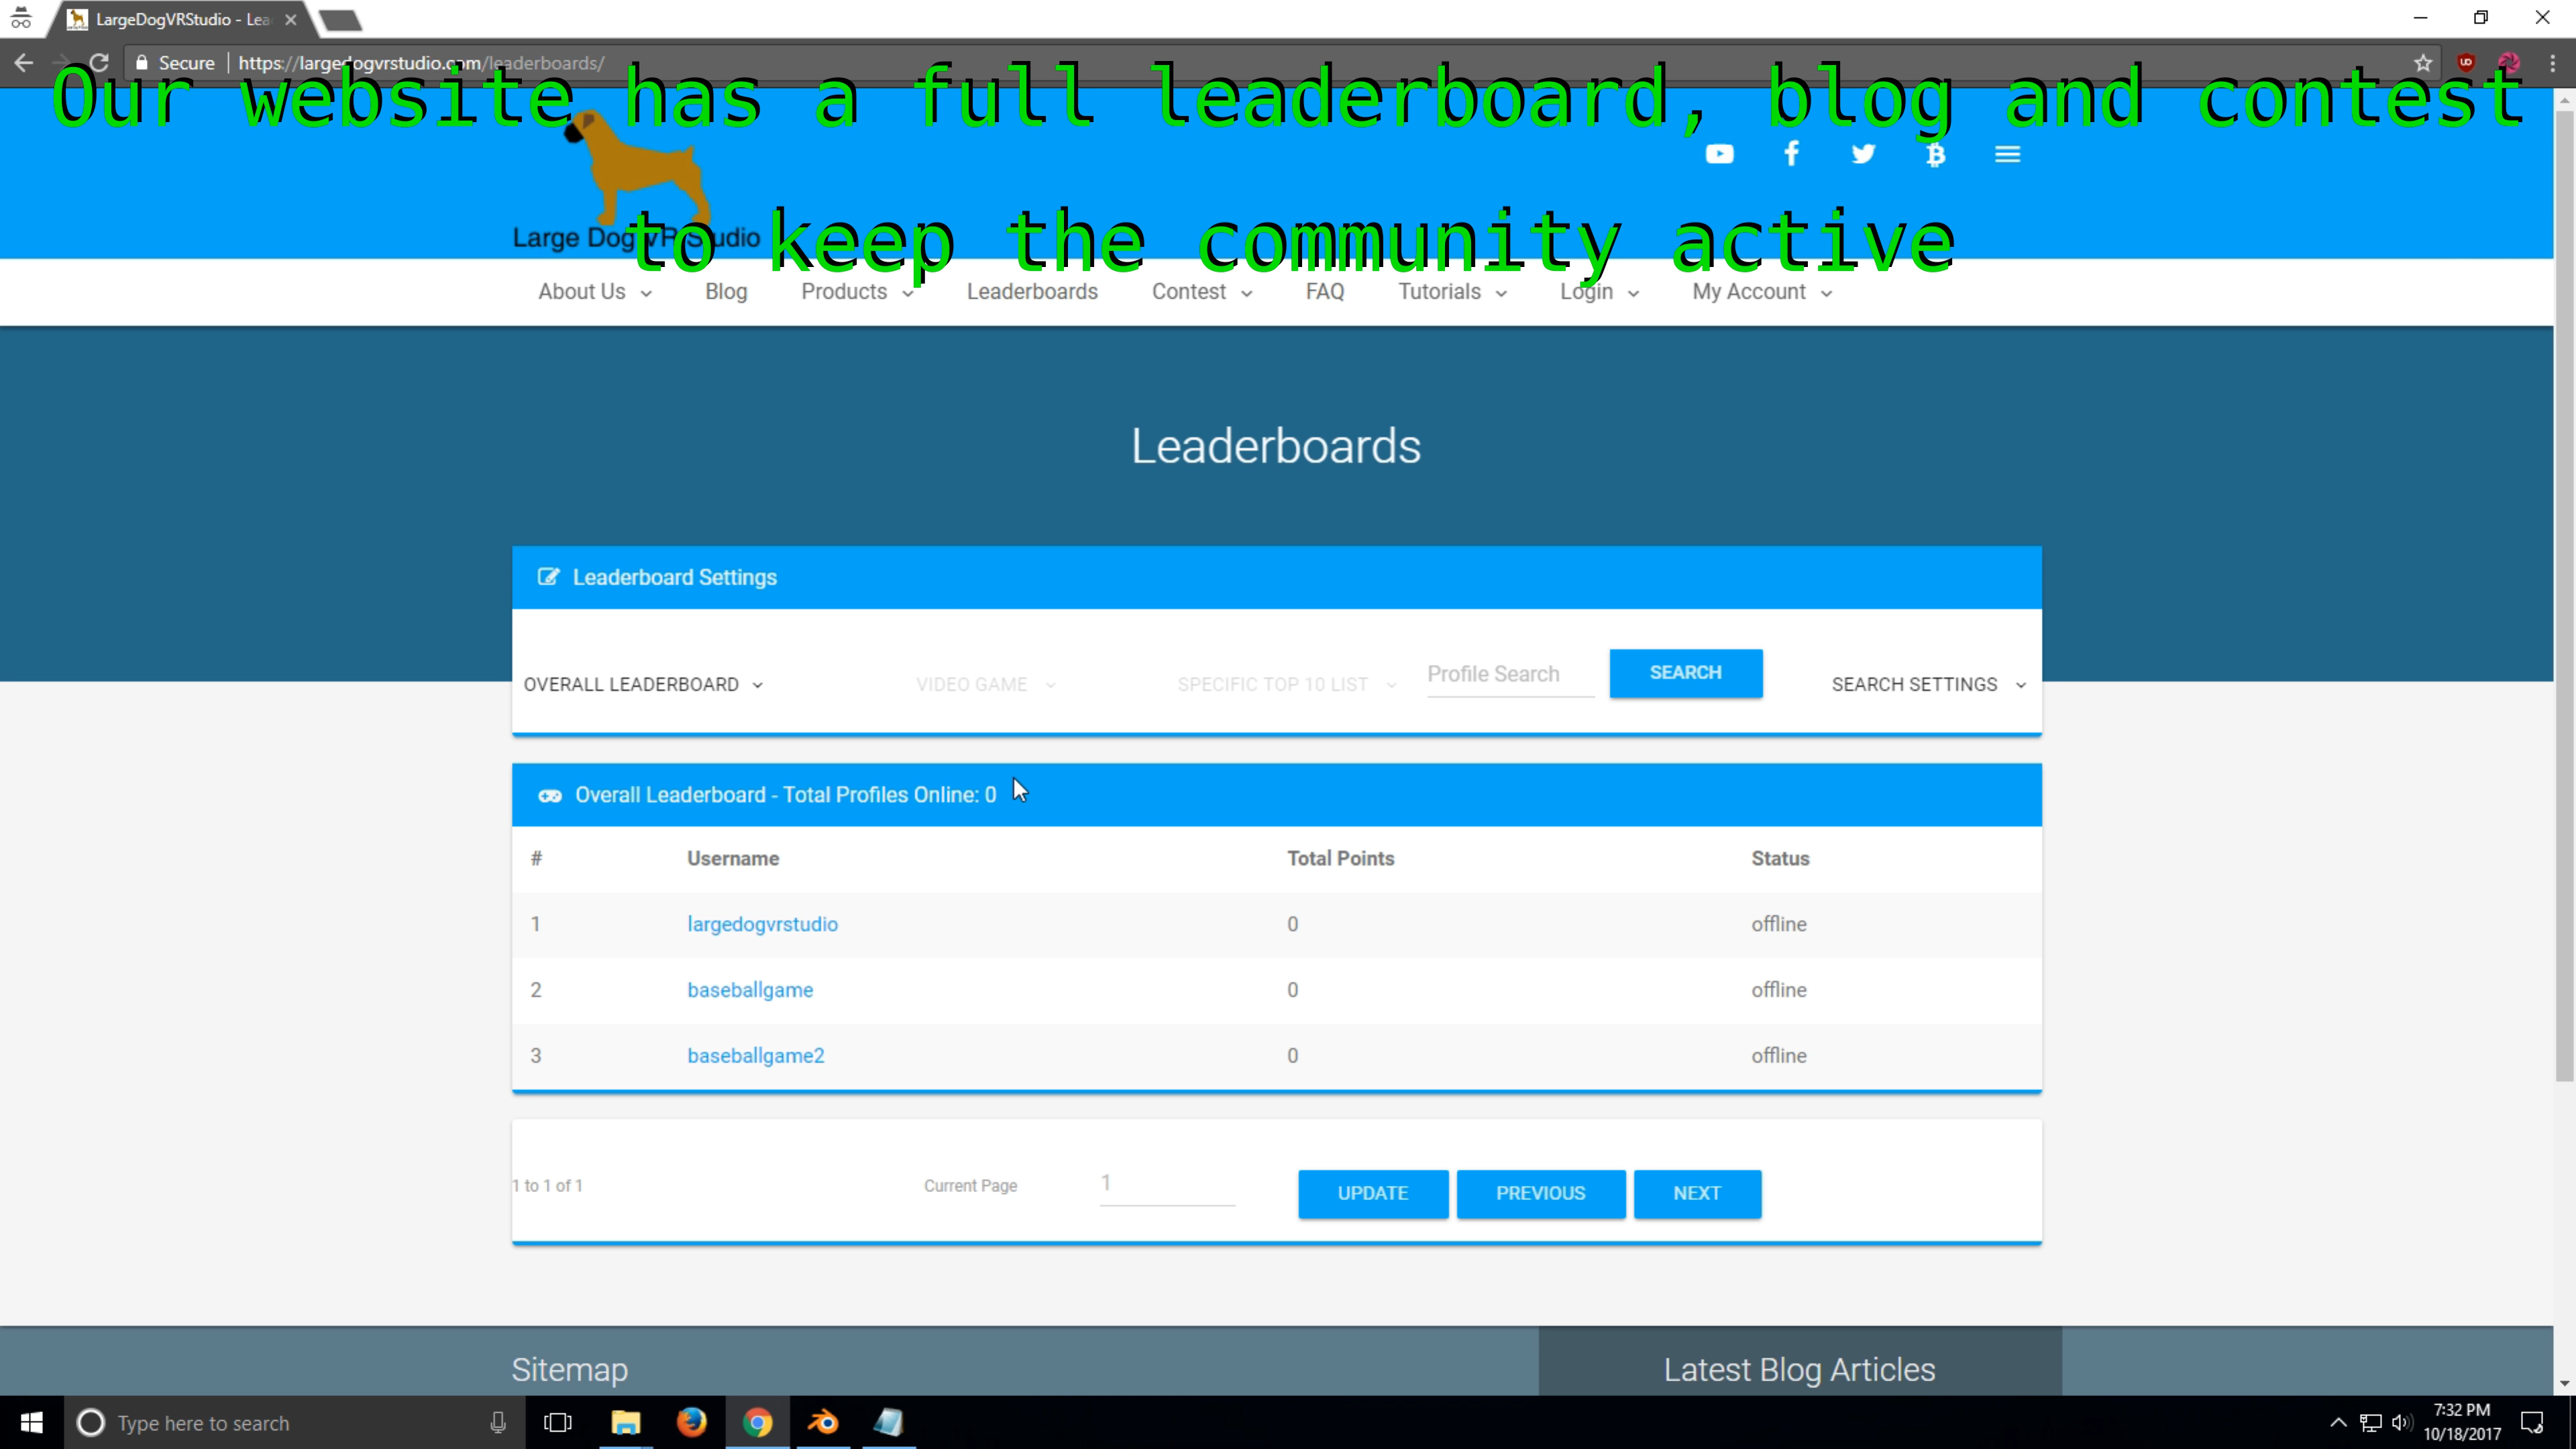 LargeDogVRStudio - Lea
Secure https://largedogvrstudio.com/leaderboards/
Our website has a full leaderboard, blog and contest
to keep the community active
Large Dog VR Studio
About Us Blog Products Leaderboards Contest FAQ Tutorials Login My Account
Leaderboards
Leaderboard Settings
OVERALL LEADERBOARD VIDEO GAME SPECIFIC TOP 10 LIST Profile Search SEARCH SEARCH SETTINGS
Overall Leaderboard - Total Profiles Online: 0
# Username Total Points Status
1 largedogvrstudio 0 offline
2 baseballgame 0 offline
3 baseballgame2 0 offline
1 to 1 of 1 Current Page 1 UPDATE PREVIOUS NEXT
Sitemap Latest Blog Articles
Type here to search
7:32 PM
10/18/2017